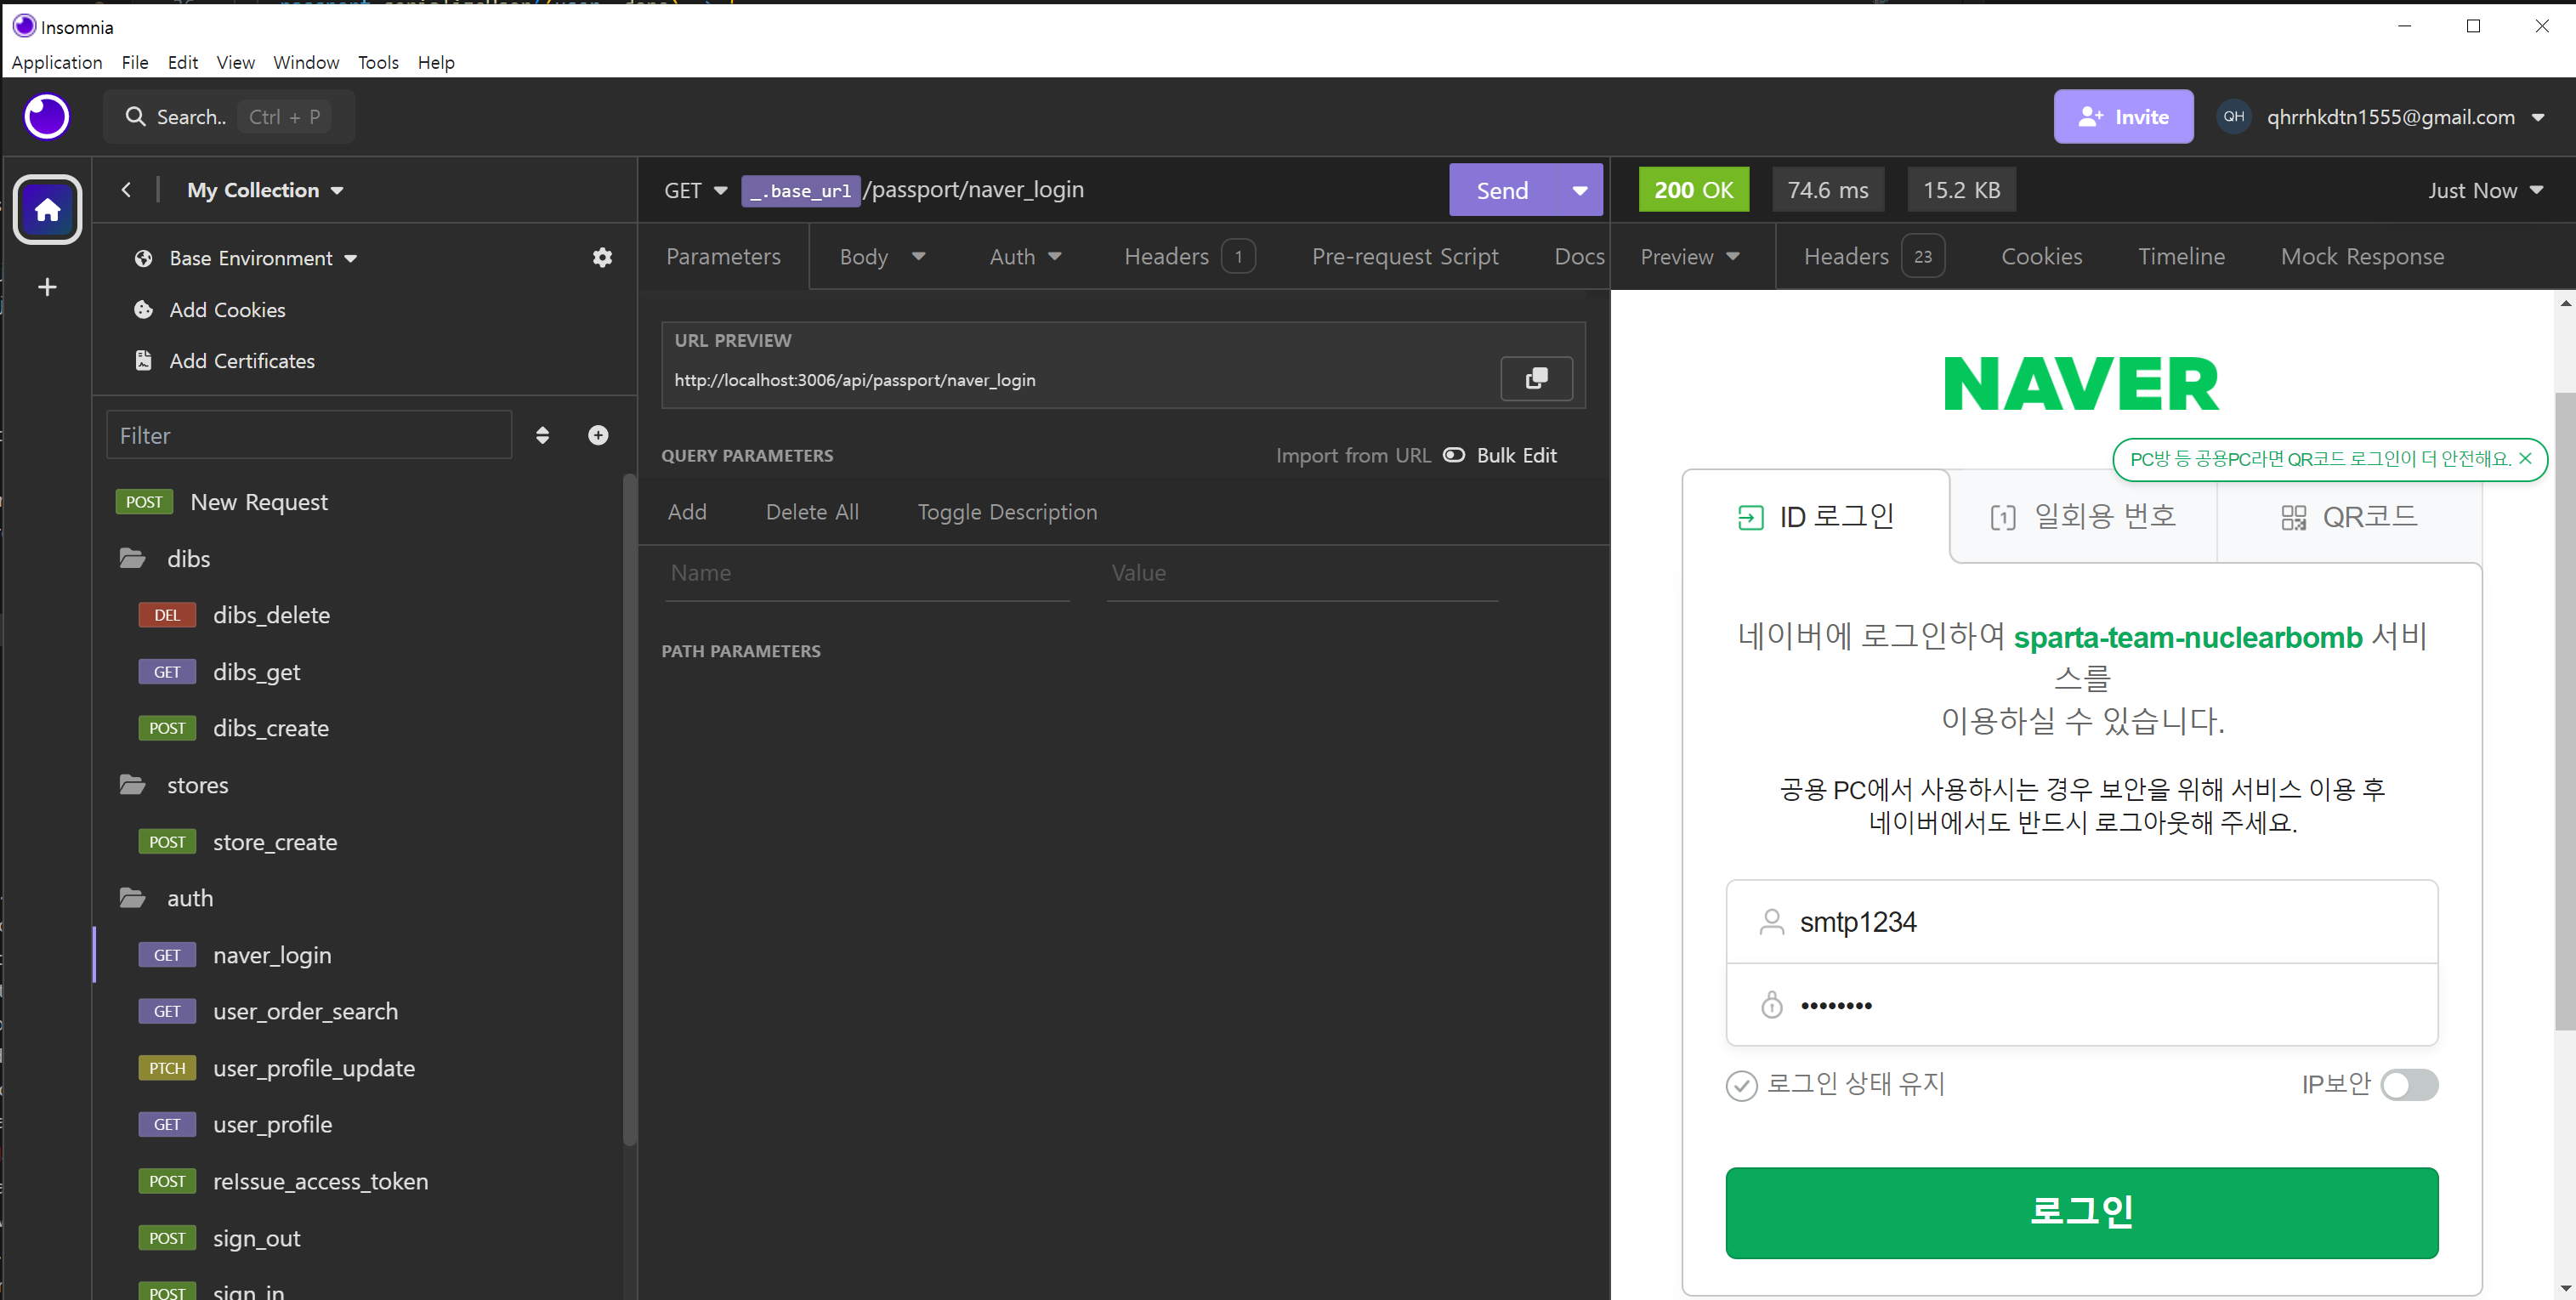 Insomnia
Application File Edit View Window Tools Help
Search.. Ctrl + P
Invite
QH
qhrrhkdtn1555@gmail.com
My Collection
GET _.base_url/passport/naver_login
Send
200 OK
74.6 ms
15.2 KB
Just Now
Base Environment
Add Cookies
Add Certificates
Filter
POST New Request
dibs
DEL dibs_delete
GET dibs_get
POST dibs_create
stores
POST store_create
auth
GET naver_login
GET user_order_search
PTCH user_profile_update
GET user_profile
POST reIssue_access_token
POST sign_out
POST sign_in
Parameters Body Auth Headers 1 Pre-request Script Docs
URL PREVIEW
http://localhost:3006/api/passport/naver_login
QUERY PARAMETERS
Import from URL Bulk Edit
Add Delete All Toggle Description
Name Value
PATH PARAMETERS
Preview Headers 23 Cookies Timeline Mock Response
NAVER
PC방 등 공용PC라면 QR코드 로그인이 더 안전해요.
ID 로그인
일회용 번호
QR코드
네이버에 로그인하여 sparta-team-nuclearbomb 서비
스를
이용하실 수 있습니다.
공용 PC에서 사용하시는 경우 보안을 위해 서비스 이용 후
네이버에서도 반드시 로그아웃해 주세요.
smtp1234
••••••••
로그인 상태 유지
IP보안
로그인